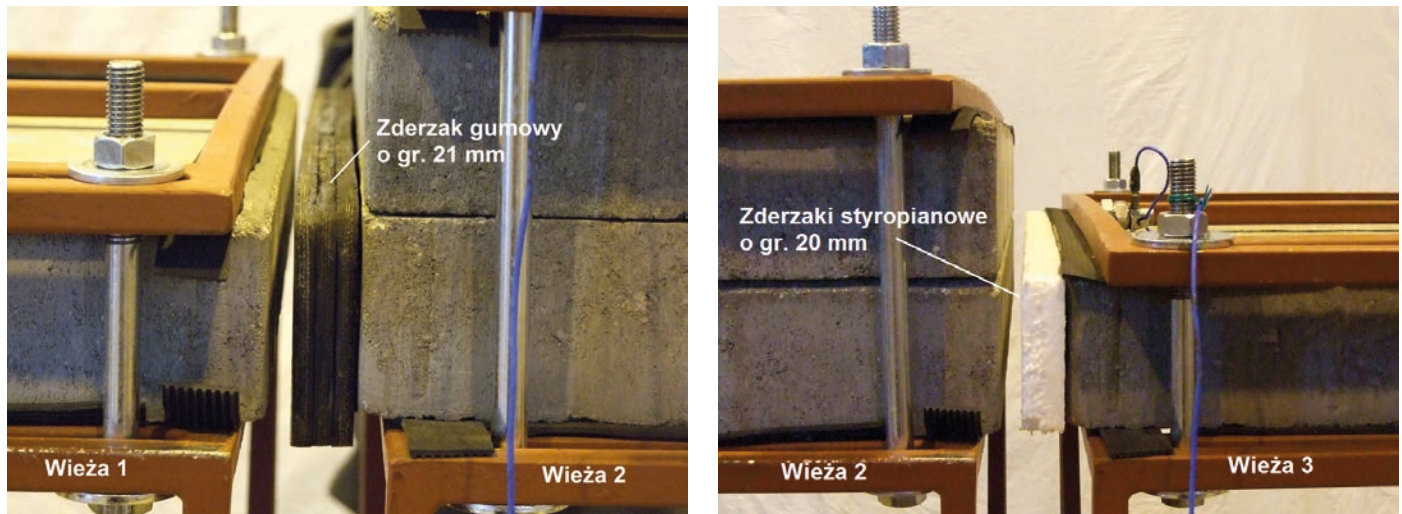 Zderzak gumowy
o gr. 21 mm
Wieża 1
Wieża 2
Zderzaki styropianowe
o gr. 20 mm
Wieża 2
Wieża 3